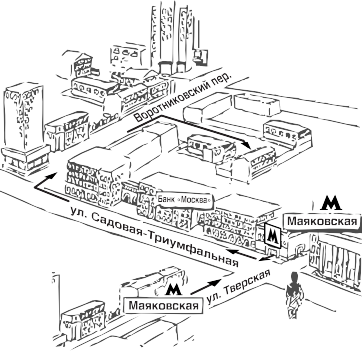 Воротниковский пер.
Банк «Москва»
М
Маяковская
М
ул. Садовая-Триумфальная
М
Маяковская
ул. Тверская